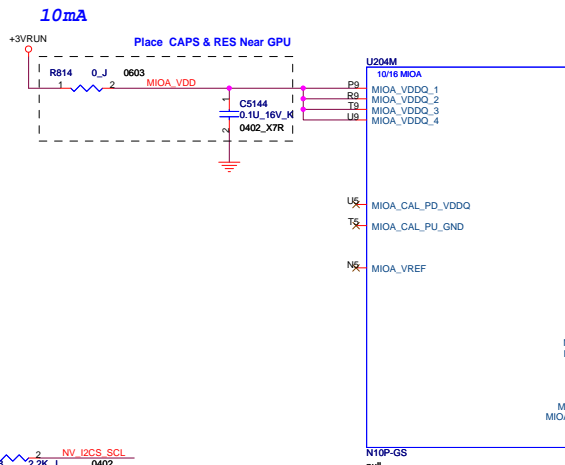 10mA
+3VRUN
Place CAPS & RES Near GPU
R814 0_J 0603
1 2 MIOA_VDD
1
C5144
0.1U_16V_K
0402_X7R
2
U204M
10/16 MIOA
P9 MIOA_VDDQ_1
R9 MIOA_VDDQ_2
T9 MIOA_VDDQ_3
U9 MIOA_VDDQ_4
U5 MIOA_CAL_PD_VDDQ
T5 MIOA_CAL_PU_GND
N5 MIOA_VREF
N10P-GS
2 NV_I2CS_SCL
2.2K_J 0402